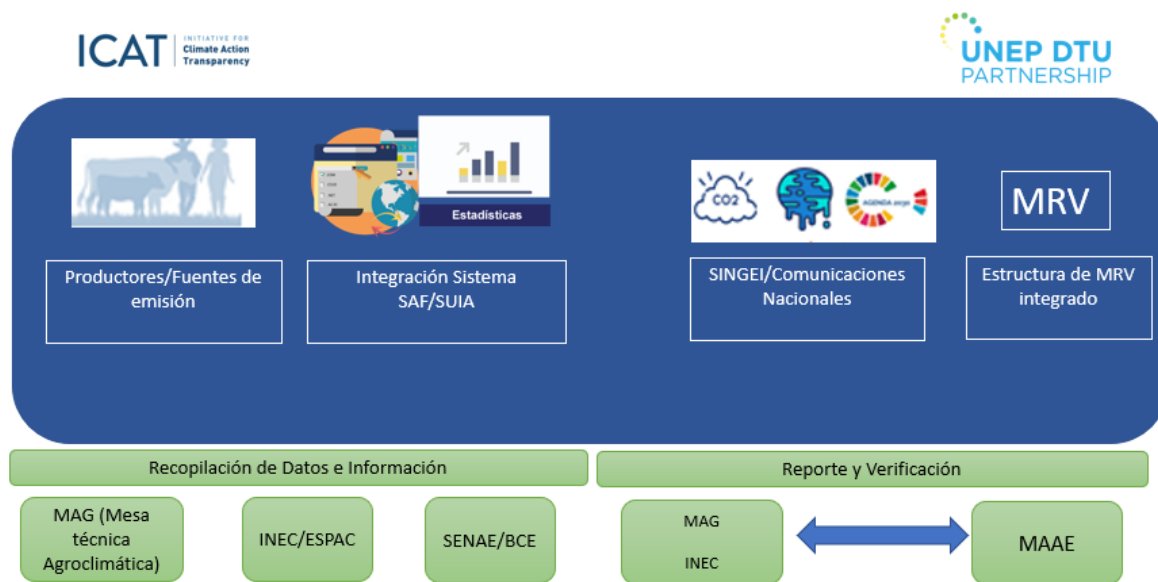 ICAT
INITIATIVE FOR
Climate Action
Transparency
UNEP DTU
PARTNERSHIP
Estadísticas
CO2
AGENDA 2030
MRV
Productores/Fuentes de
emisión
Integración Sistema
SAF/SUIA
SINGEI/Comunicaciones
Nacionales
Estructura de MRV
integrado
Recopilación de Datos e Información
Reporte y Verificación
MAG (Mesa
técnica
Agroclimática)
INEC/ESPAC
SENAE/BCE
MAG
INEC
MAAE